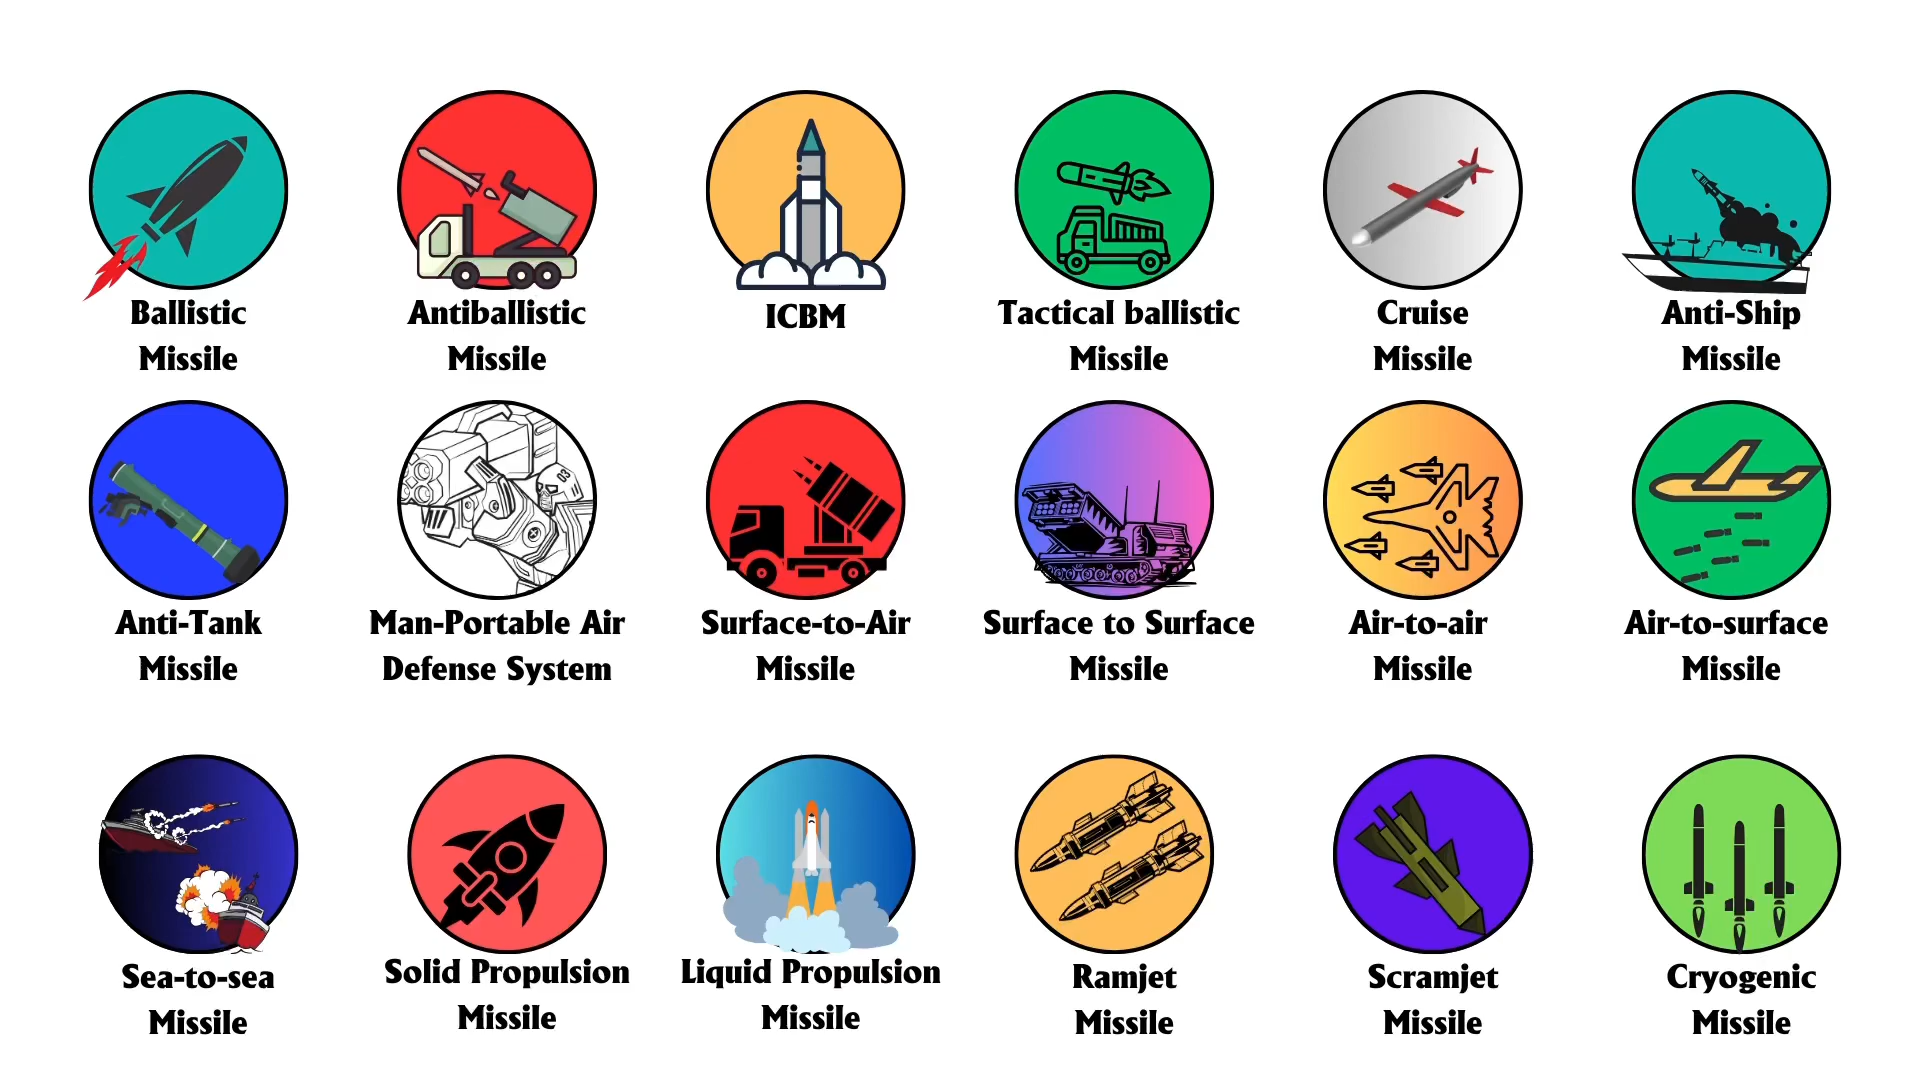 Ballistic
Missile
Antiballistic
Missile
ICBM
Tactical ballistic
Missile
Cruise
Missile
Anti-Ship
Missile
Anti-Tank
Missile
Man-Portable Air
Defense System
03
Surface-to-Air
Missile
Surface to Surface
Missile
Air-to-air
Missile
Air-to-surface
Missile
Sea-to-sea
Missile
Solid Propulsion
Missile
Liquid Propulsion
Missile
Ramjet
Missile
Scramjet
Missile
Cryogenic
Missile